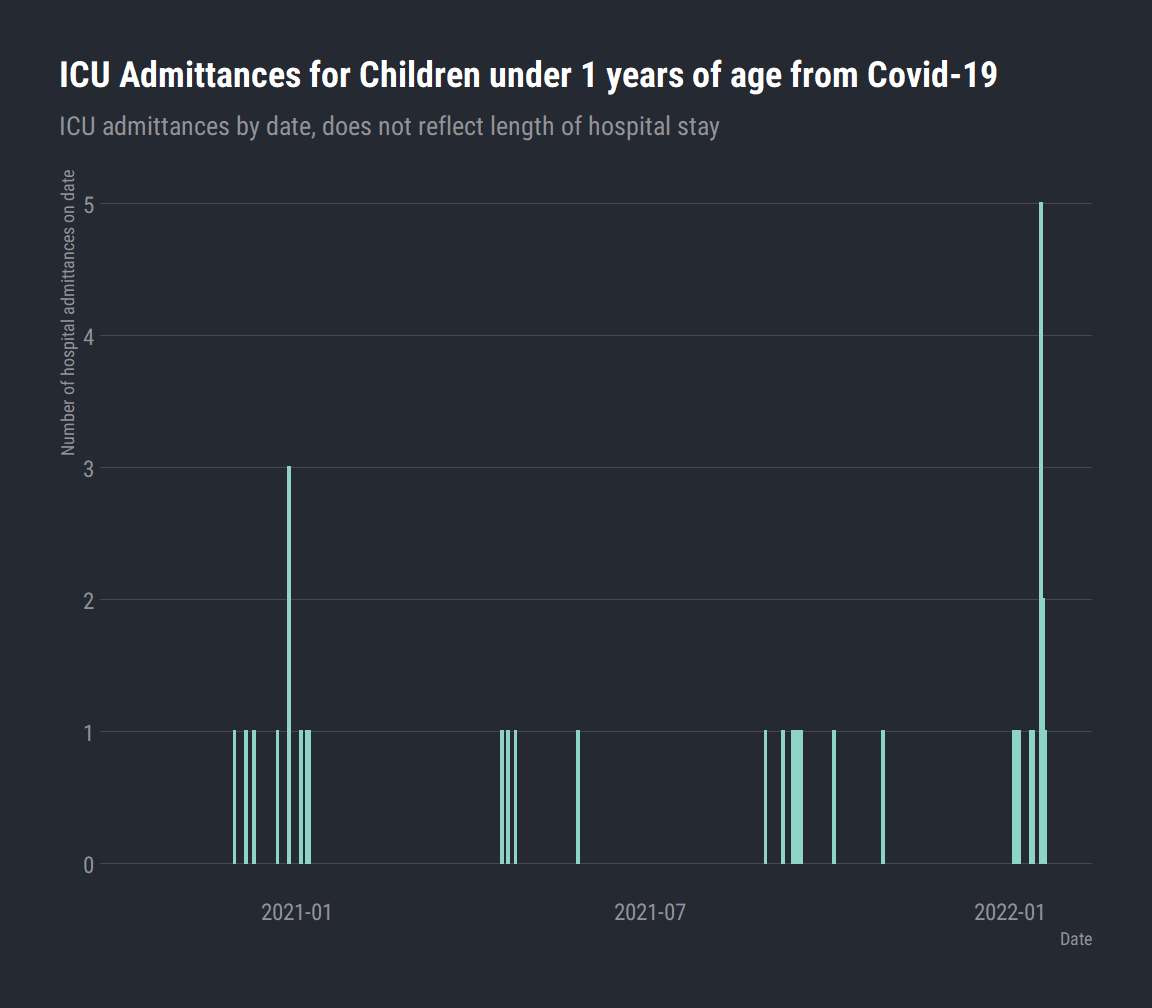 ICU Admittances for Children under 1 years of age from Covid-19
ICU admittances by date, does not reflect length of hospital stay
Number of hospital admittances on date
5
4
3
2
1
0
2021-01
2021-07
2022-01
Date